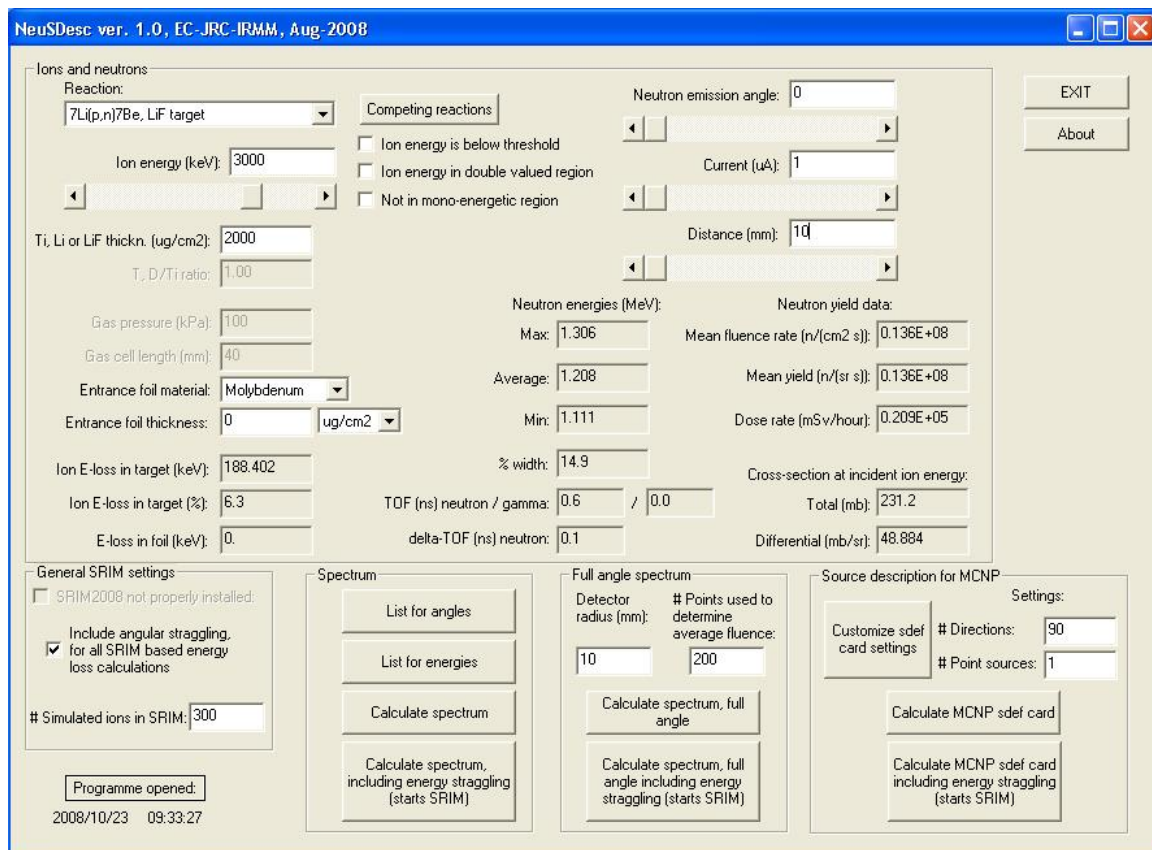 NeuSDesc ver. 1.0, EC-JRC-IRMM, Aug-2008
Ions and neutrons
Reaction:
7Li(p,n)7Be, LiF target
Competing reactions
Ion energy is below threshold
Ion energy in double valued region
Not in mono-energetic region
Ion energy (keV): 3000
Neutron emission angle: 0
Current (uA): 1
Distance (mm): 10
EXIT
About
Ti, Li or LiF thickn. (ug/cm2): 2000
T, D/Ti ratio: 1.00
Gas pressure (kPa): 100
Gas cell length (mm): 40
Entrance foil material: Molybdenum
Entrance foil thickness: 0 ug/cm2
Ion E-loss in target (keV): 188.402
Ion E-loss in target (%): 6.3
E-loss in foil (keV): 0.
Neutron energies (MeV):
Max: 1.306
Average: 1.208
Min: 1.111
% width: 14.9
TOF (ns) neutron / gamma: 0.6 / 0.0
delta-TOF (ns) neutron: 0.1
Neutron yield data:
Mean fluence rate (n/(cm2 s)): 0.136E+08
Mean yield (n/(sr s)): 0.136E+08
Dose rate (mSv/hour): 0.209E+05
Cross-section at incident ion energy:
Total (mb): 231.2
Differential (mb/sr): 48.884
General SRIM settings
SRIM2008 not properly installed:
Include angular straggling,
for all SRIM based energy
loss calculations
# Simulated ions in SRIM: 300
Programme opened:
2008/10/23 09:33:27
Spectrum
List for angles
List for energies
Calculate spectrum
Calculate spectrum,
including energy straggling
(starts SRIM)
Full angle spectrum
Detector
radius (mm):
10
# Points used to
determine
average fluence:
200
Calculate spectrum, full
angle
Calculate spectrum, full
angle including energy
straggling (starts SRIM)
Source description for MCNP
Settings:
Customize sdef
card settings
# Directions: 90
# Point sources: 1
Calculate MCNP sdef card
Calculate MCNP sdef card
including energy straggling
(starts SRIM)